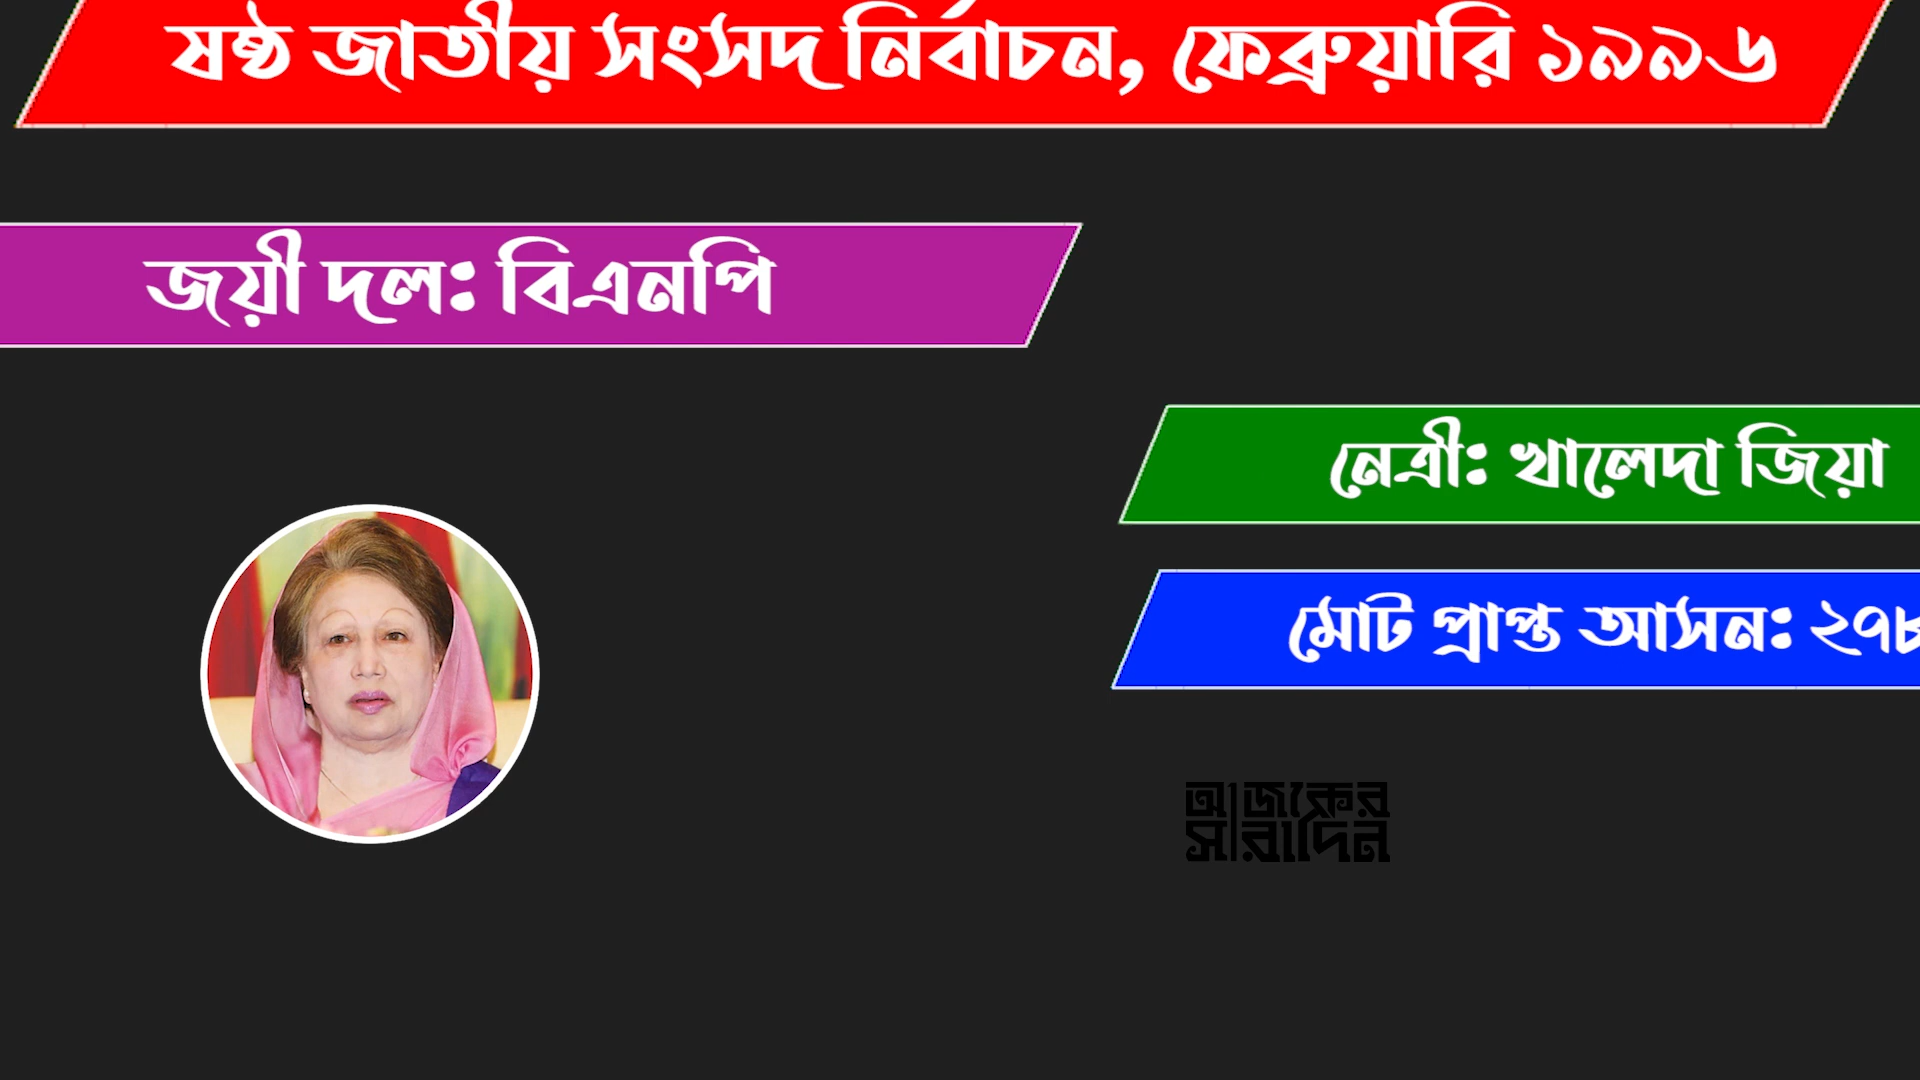 ষষ্ঠ জাতীয় সংসদ নির্বাচন, ফেব্রুয়ারি ১৯৯৬
জয়ী দল: বিএনপি
নেত্রী: খালেদা জিয়া
মোট প্রাপ্ত আসন: ২৭৮
আজকের
সারাদেন